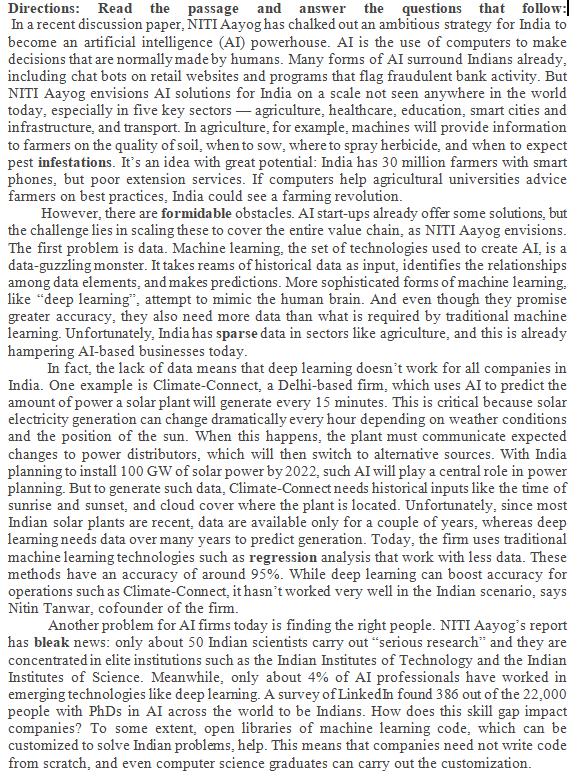 Directions: Read the passage and answer the questions that follow:
In a recent discussion paper, NITI Aayog has chalked out an ambitious strategy for India to
become an artificial intelligence (AI) powerhouse. AI is the use of computers to make
decisions that are normally made by humans. Many forms of AI surround Indians already,
including chat bots on retail websites and programs that flag fraudulent bank activity. But
NITI Aayog envisions AI solutions for India on a scale not seen anywhere in the world
today, especially in five key sectors — agriculture, healthcare, education, smart cities and
infrastructure, and transport. In agriculture, for example, machines will provide information
to farmers on the quality of soil, when to sow, where to spray herbicide, and when to expect
pest infestations. It's an idea with great potential: India has 30 million farmers with smart
phones, but poor extension services. If computers help agricultural universities advice
farmers on best practices, India could see a farming revolution.
However, there are formidable obstacles. AI start-ups already offer some solutions, but
the challenge lies in scaling these to cover the entire value chain, as NITI Aayog envisions.
The first problem is data. Machine learning, the set of technologies used to create AI, is a
data-guzzling monster. It takes reams of historical data as input, identifies the relationships
among data elements, and makes predictions. More sophisticated forms of machine learning,
like “deep learning”, attempt to mimic the human brain. And even though they promise
greater accuracy, they also need more data than what is required by traditional machine
learning. Unfortunately, India has sparse data in sectors like agriculture, and this is already
hampering AI-based businesses today.
In fact, the lack of data means that deep learning doesn't work for all companies in
India. One example is Climate-Connect, a Delhi-based firm, which uses AI to predict the
amount of power a solar plant will generate every 15 minutes. This is critical because solar
electricity generation can change dramatically every hour depending on weather conditions
and the position of the sun. When this happens, the plant must communicate expected
changes to power distributors, which will then switch to alternative sources. With India
planning to install 100 GW of solar power by 2022, such AI will play a central role in power
planning. But to generate such data, Climate-Connect needs historical inputs like the time of
sunrise and sunset, and cloud cover where the plant is located. Unfortunately, since most
Indian solar plants are recent, data are available only for a couple of years, whereas deep
learning needs data over many years to predict generation. Today, the firm uses traditional
machine learning technologies such as regression analysis that work with less data. These
methods have an accuracy of around 95%. While deep learning can boost accuracy for
operations such as Climate-Connect, it hasn't worked very well in the Indian scenario, says
Nitin Tanwar, cofounder of the firm.
Another problem for AI firms today is finding the right people. NITI Aayog's report
has bleak news: only about 50 Indian scientists carry out “serious research” and they are
concentrated in elite institutions such as the Indian Institutes of Technology and the Indian
Institutes of Science. Meanwhile, only about 4% of AI professionals have worked in
emerging technologies like deep learning. A survey of LinkedIn found 386 out of the 22,000
people with PhDs in AI across the world to be Indians. How does this skill gap impact
companies? To some extent, open libraries of machine learning code, which can be
customized to solve Indian problems, help. This means that companies need not write code
from scratch, and even computer science graduates can carry out the customization.